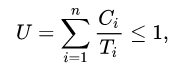 U = \sum_{i=1}^{n} \frac{C_i}{T_i} \leq 1,